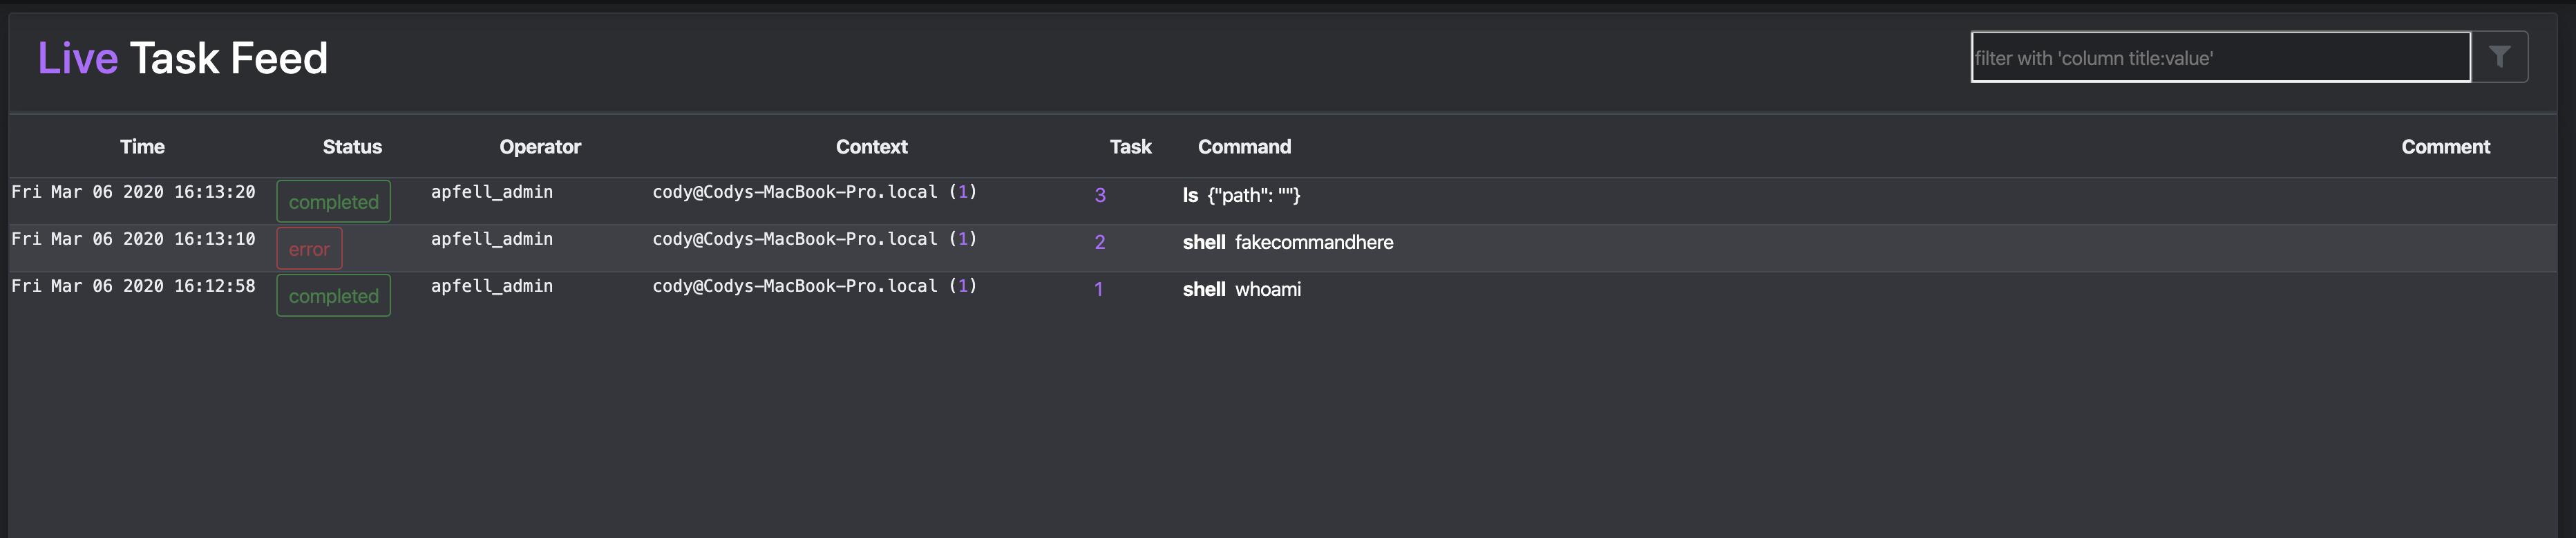 Live Task Feed
filter with 'column title:value'
Time Status Operator Context Task Command Comment
Fri Mar 06 2020 16:13:20 completed apfell_admin cody@Codys-MacBook-Pro.local (1) 3 ls {"path": ""}
Fri Mar 06 2020 16:13:10 error apfell_admin cody@Codys-MacBook-Pro.local (1) 2 shell fakecommandhere
Fri Mar 06 2020 16:12:58 completed apfell_admin cody@Codys-MacBook-Pro.local (1) 1 shell whoami